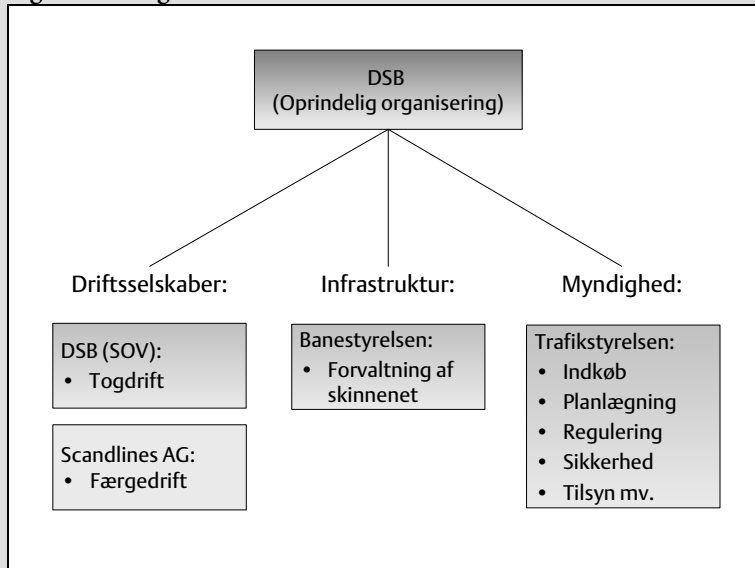 DSB
(Oprindelig organisering)
Driftsselskaber:
Infrastruktur:
Myndighed:
DSB (SOV):
• Togdrift
Scandlines AG:
• Færgedrift
Banestyrelsen:
• Forvaltning af
skinnenet
Trafikstyrelsen:
• Indkøb
• Planlægning
• Regulering
• Sikkerhed
• Tilsyn mv.